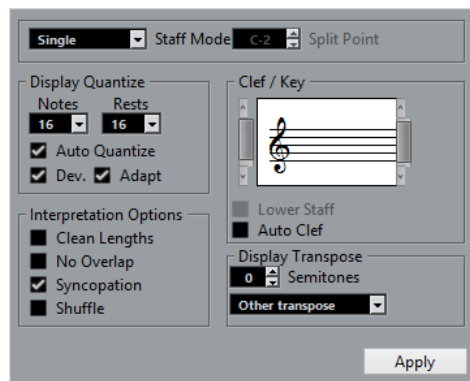 Single Staff Mode C-2 Split Point
Display Quantize
Notes Rests
16 16
Auto Quantize
Dev. Adapt
Interpretation Options
Clean Lengths
No Overlap
Syncopation
Shuffle
Clef / Key
Lower Staff
Auto Clef
Display Transpose
0 Semitones
Other transpose
Apply